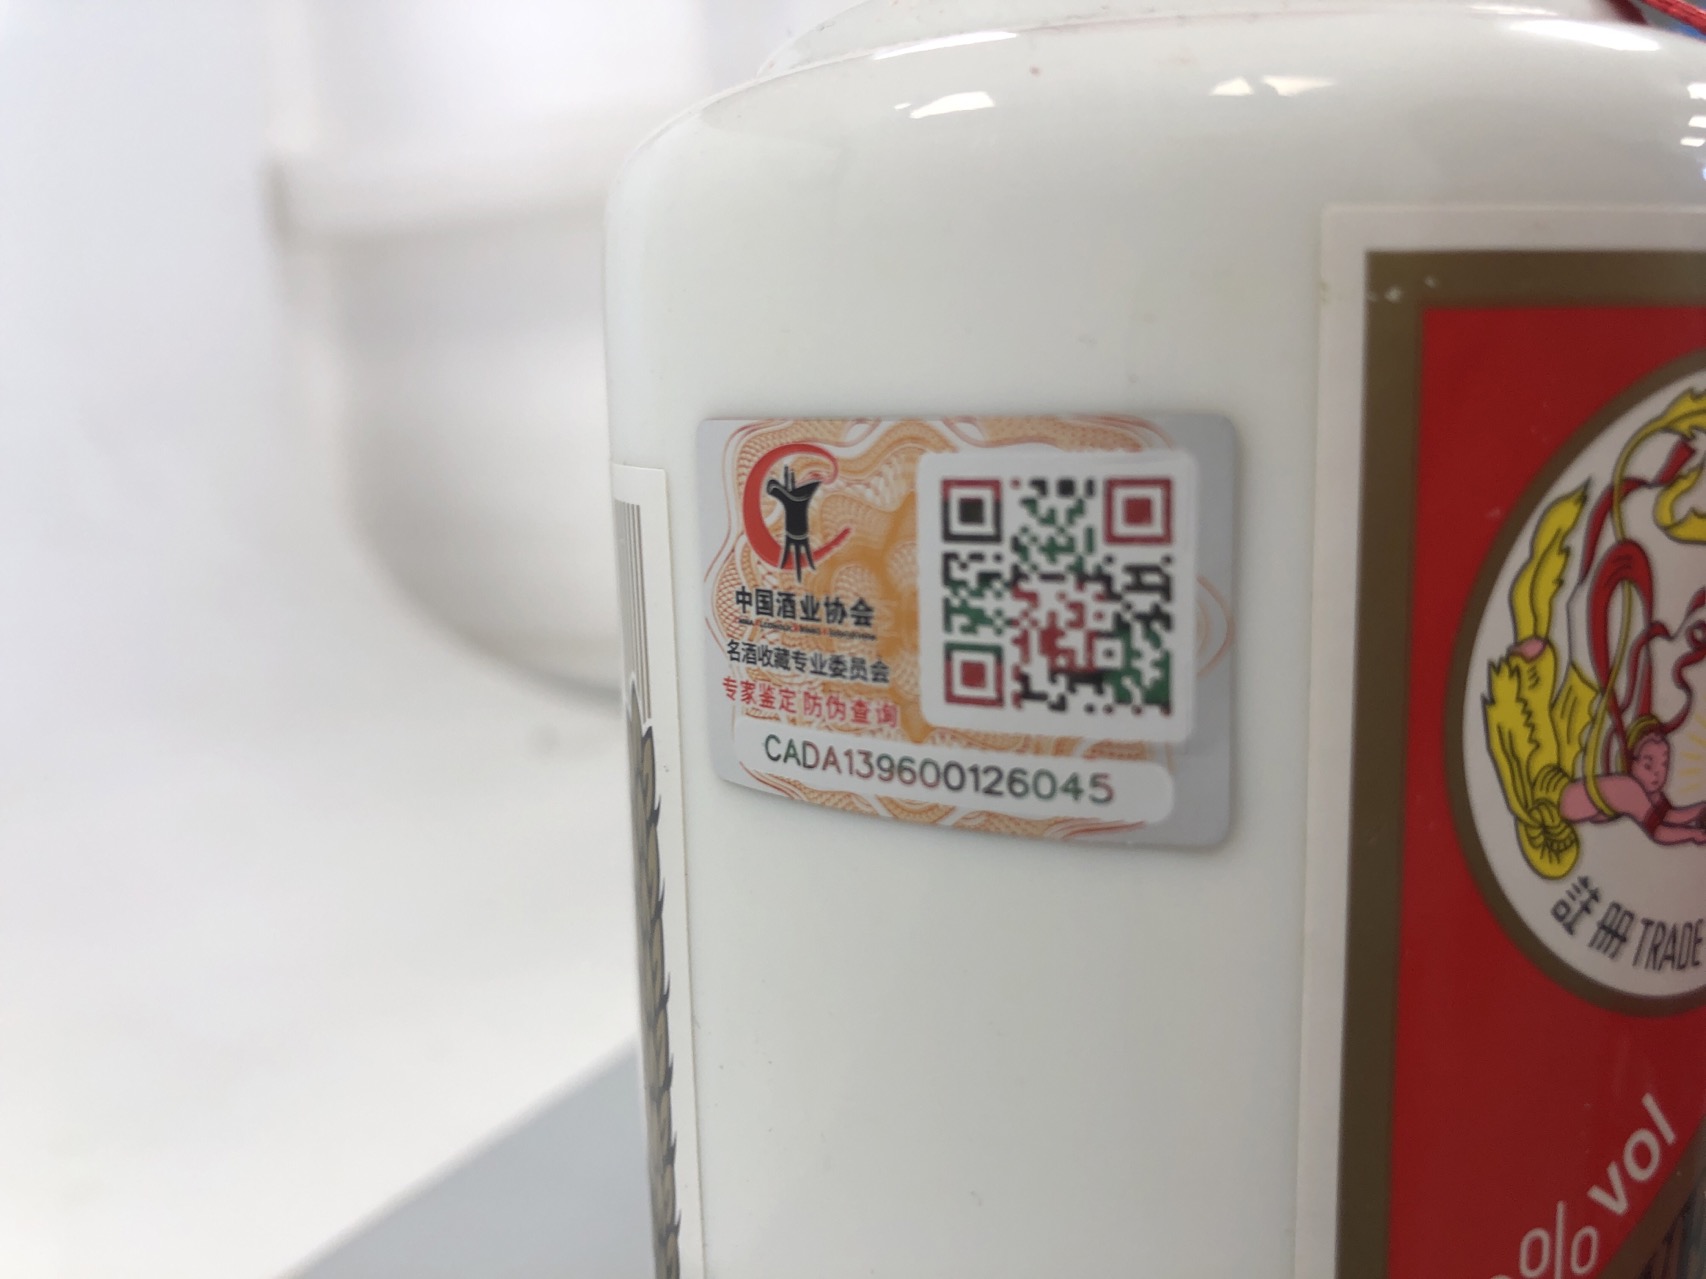 中国酒业协会
名酒收藏专业委员会
专家鉴定 防伪查询
CADA139600126045
註册 TRADE
% vol